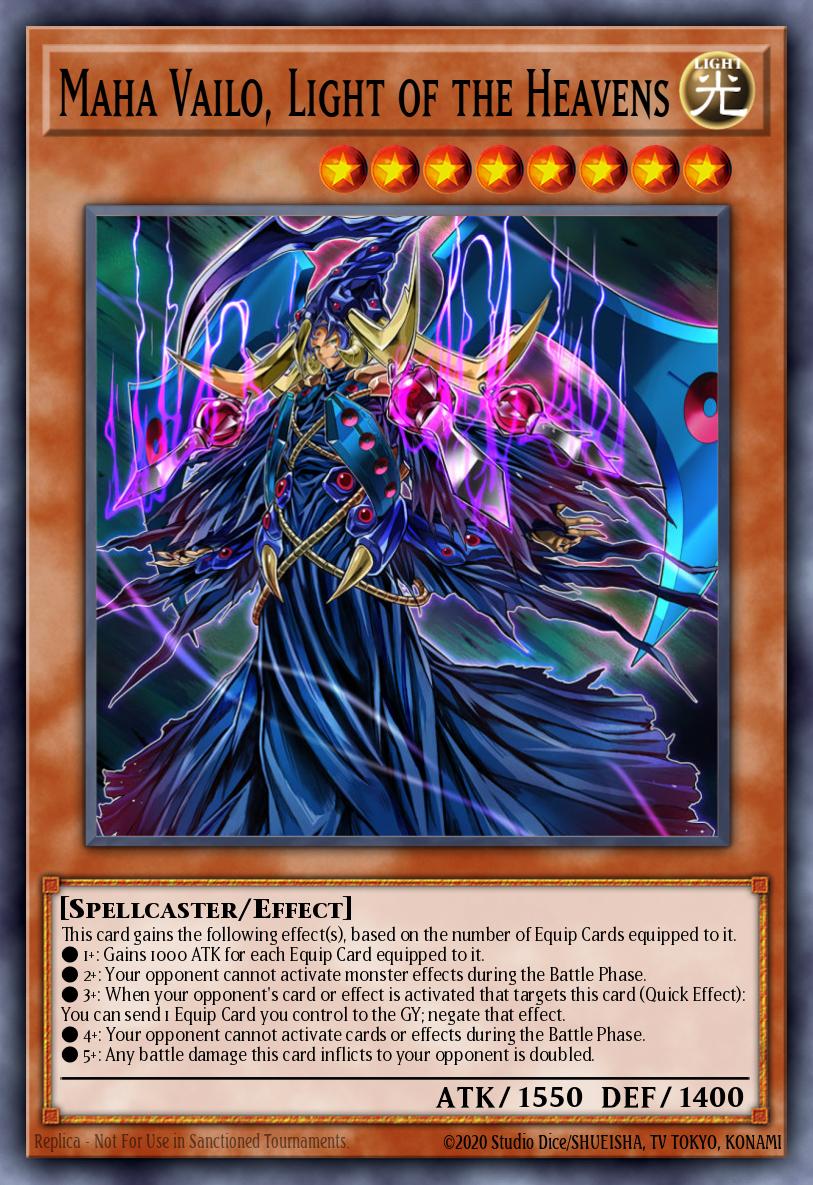 Maha Vailo, Light of the Heavens
LIGHT
光
[Spellcaster/Effect]
This card gains the following effect(s), based on the number of Equip Cards equipped to it.
● 1+: Gains 1000 ATK for each Equip Card equipped to it.
● 2+: Your opponent cannot activate monster effects during the Battle Phase.
● 3+: When your opponent's card or effect is activated that targets this card (Quick Effect):
You can send 1 Equip Card you control to the GY; negate that effect.
● 4+: Your opponent cannot activate cards or effects during the Battle Phase.
● 5+: Any battle damage this card inflicts to your opponent is doubled.
ATK/1550 DEF/1400
Replica - Not For Use in Sanctioned Tournaments.
©2020 Studio Dice/SHUEISHA, TV TOKYO, KONAMI